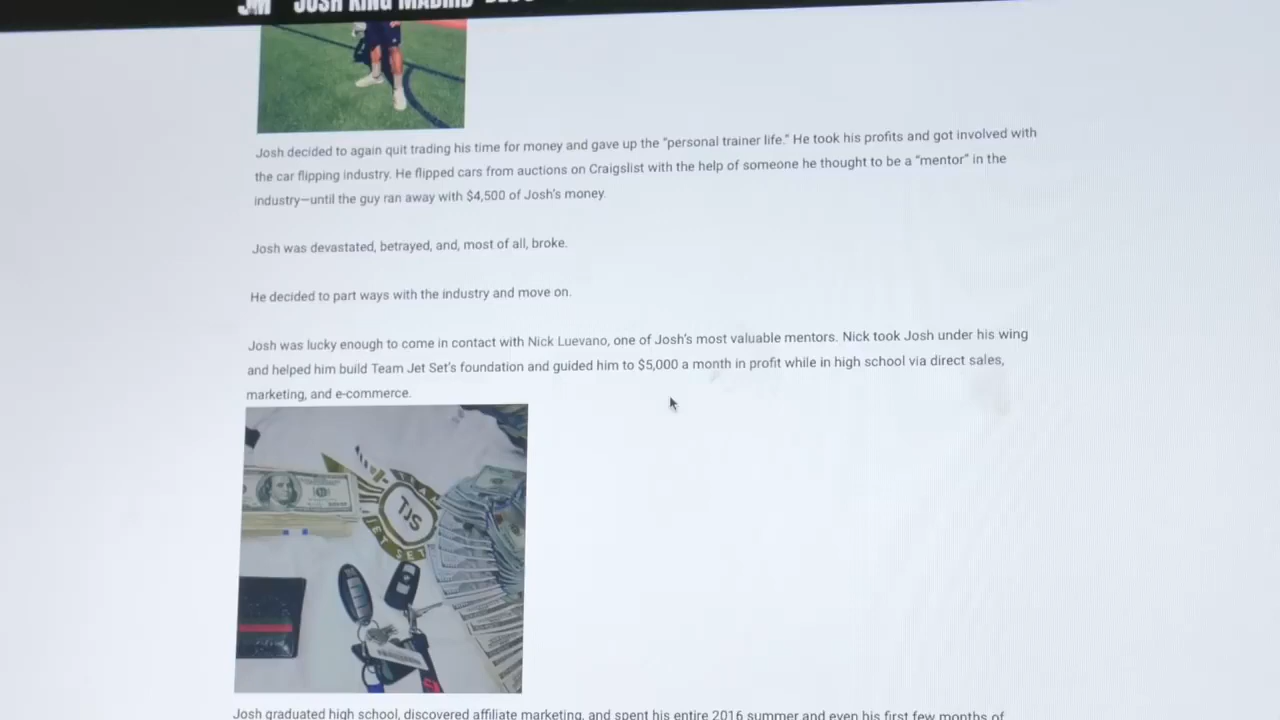 JM JOSH KING MADRID
Josh decided to again quit trading his time for money and gave up the “personal trainer life.” He took his profits and got involved with
the car flipping industry. He flipped cars from auctions on Craigslist with the help of someone he thought to be a “mentor” in the
industry—until the guy ran away with $4,500 of Josh’s money.
Josh was devastated, betrayed, and, most of all, broke.
He decided to part ways with the industry and move on.
Josh was lucky enough to come in contact with Nick Luevano, one of Josh’s most valuable mentors. Nick took Josh under his wing
and helped him build Team Jet Set’s foundation and guided him to $5,000 a month in profit while in high school via direct sales,
marketing, and e-commerce.
TEAM
TJS
JET SET
Josh graduated high school, discovered affiliate marketing, and spent his entire 2016 summer and even his first few months of